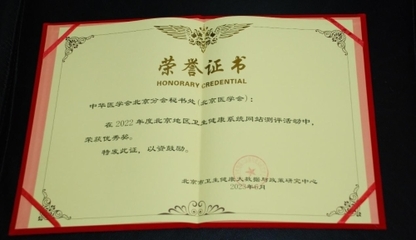 荣誉证书
HONORARY CREDENTIAL
中华医学会北京分会秘书处(北京医学会):
在2022年度北京地区卫生健康系统网站测评活动中,
荣获优秀奖。
特发此证,以资鼓励。
北京市卫生健康大数据与政策研究中心
2023年6月